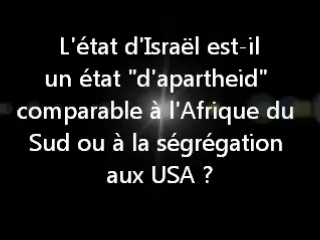 L'état d'Israël est-il
un état "d'apartheid"
comparable à l'Afrique du
Sud ou à la ségrégation
aux USA ?